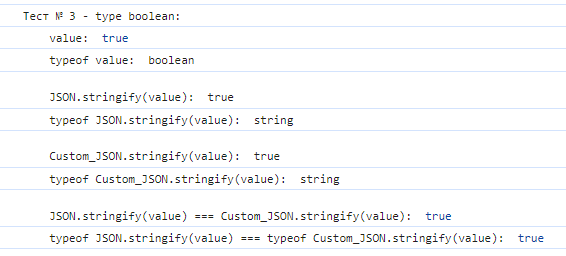 Тест № 3 - type boolean:
value: true
typeof value: boolean
JSON.stringify(value): true
typeof JSON.stringify(value): string
Custom_JSON.stringify(value): true
typeof Custom_JSON.stringify(value): string
JSON.stringify(value) === Custom_JSON.stringify(value): true
typeof JSON.stringify(value) === typeof Custom_JSON.stringify(value): true